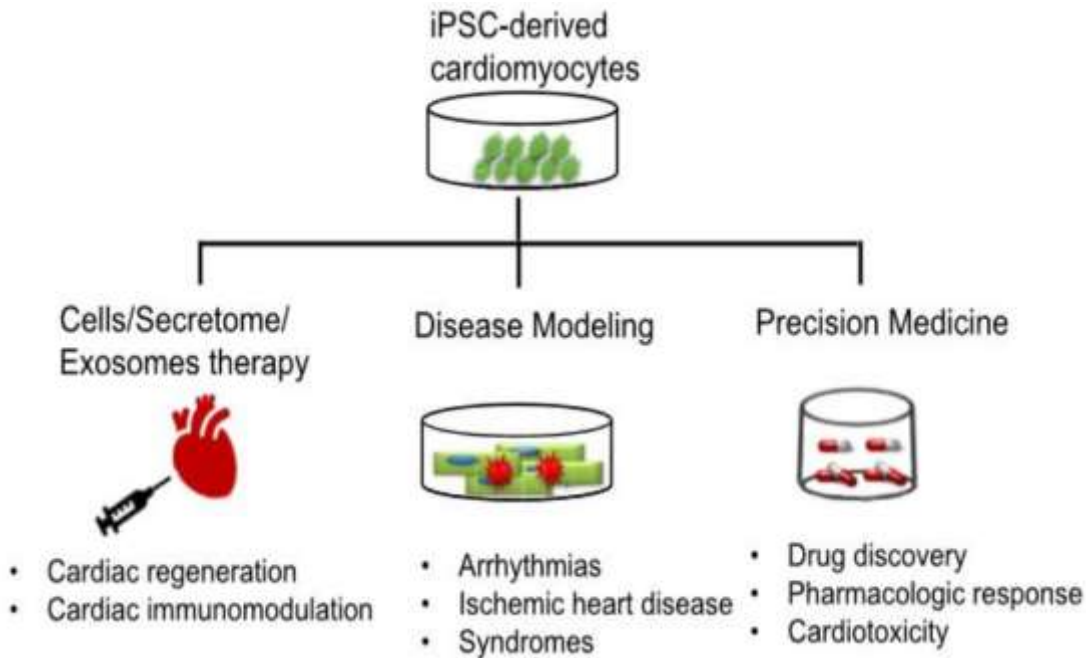 iPSC-derived
cardiomyocytes
Cells/Secretome/
Exosomes therapy
Disease Modeling
Precision Medicine
• Cardiac regeneration
• Cardiac immunomodulation
• Arrhythmias
• Ischemic heart disease
• Syndromes
• Drug discovery
• Pharmacologic response
• Cardiotoxicity